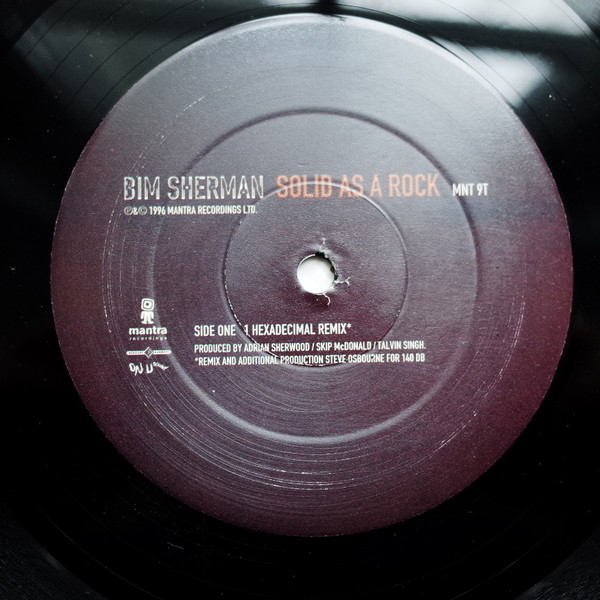 BIM SHERMAN SOLID AS A ROCK MNT 9T
℗&© 1996 MANTRA RECORDINGS LTD.
mantra
recordings
ON U
SIDE ONE 1 HEXADECIMAL REMIX*
PRODUCED BY ADRIAN SHERWOOD / SKIP McDONALD / TALVIN SINGH.
*REMIX AND ADDITIONAL PRODUCTION STEVE OSBOURNE FOR 140 DB